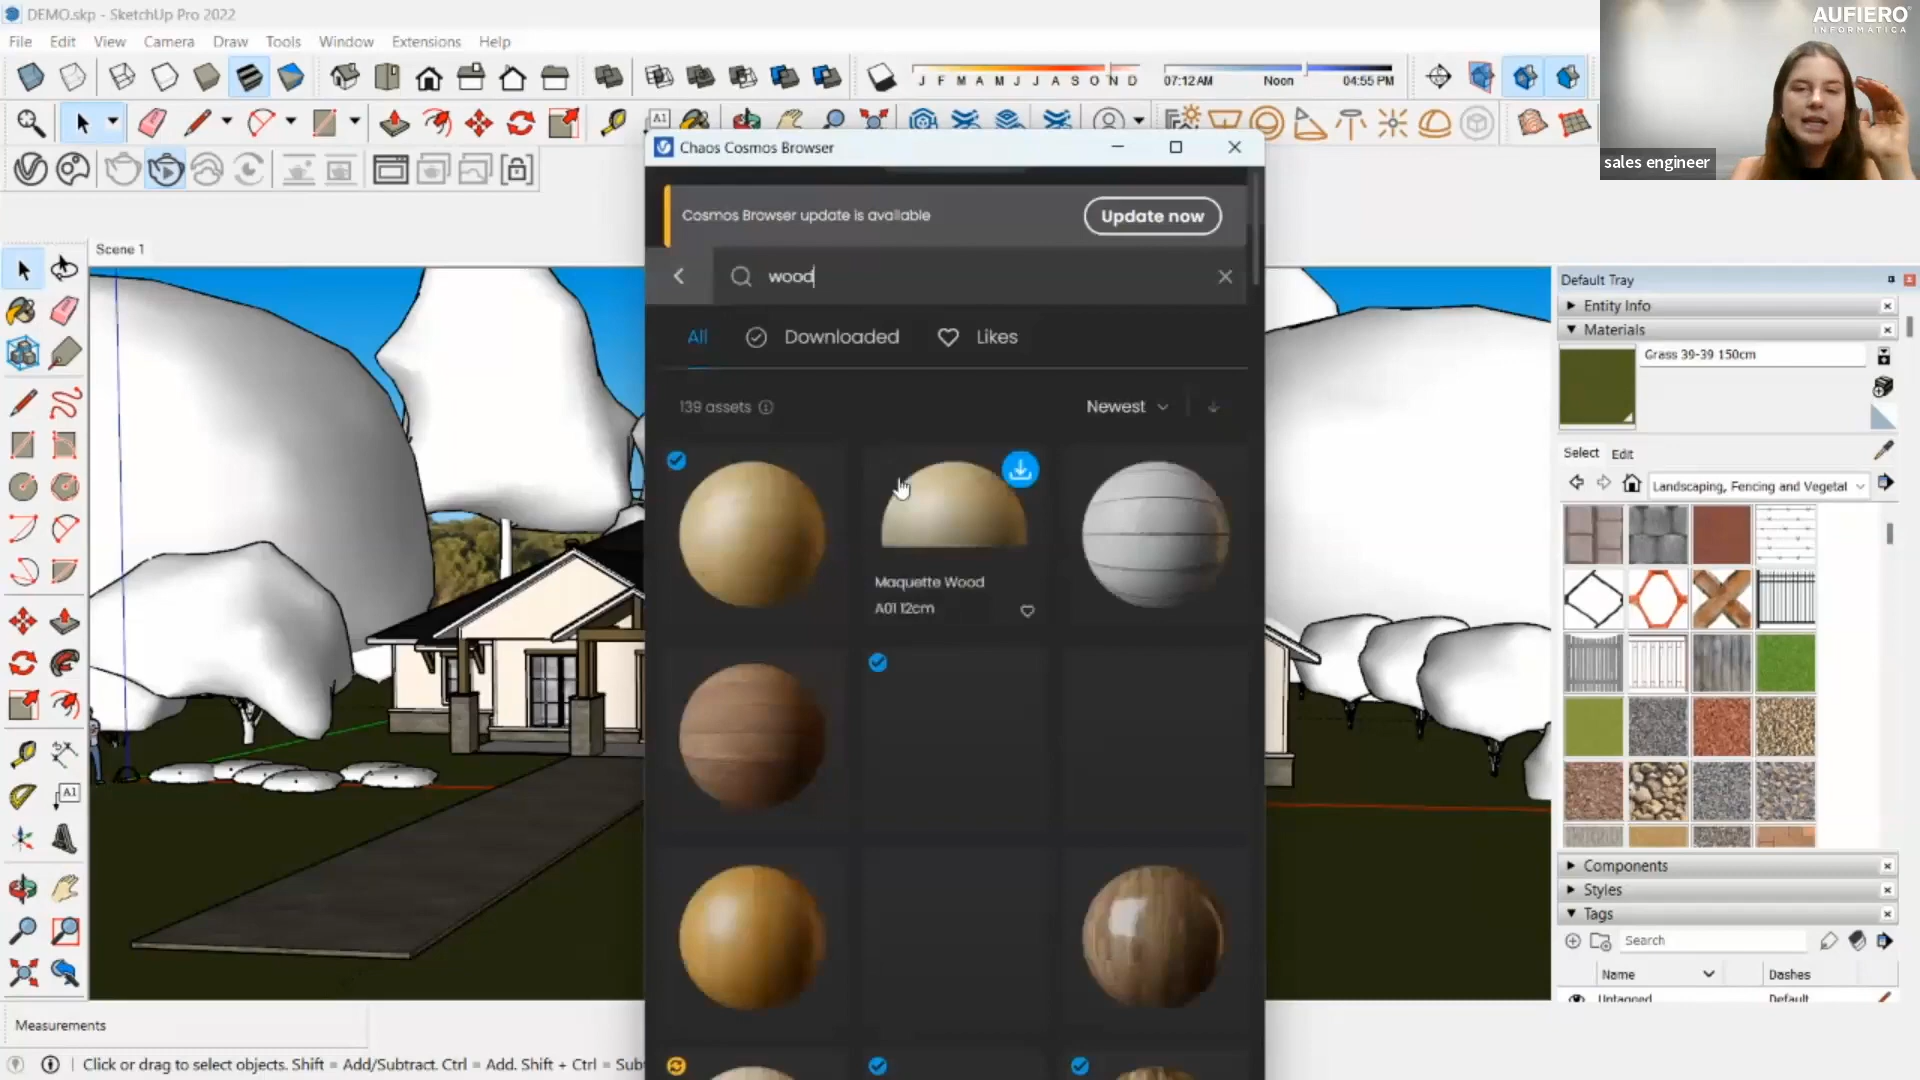 DEMO.skp - SketchUp Pro 2022
File Edit View Camera Draw Tools Window Extensions Help
J F M A M J J A S O N D
07:12 AM Noon 04:55 PM
AUFIERO
INFORMATICA
sales engineer
Scene 1
Chaos Cosmos Browser
Cosmos Browser update is available
Update now
wood
All Downloaded Likes
139 assets
Newest
Maquette Wood
A01 12cm
Default Tray
Entity Info
Materials
Grass 39-39 150cm
Select Edit
Landscaping, Fencing and Vegetal
Components
Styles
Tags
Search
Name Dashes
Untagged Default
A1
A1
Measurements
Click or drag to select objects. Shift = Add/Subtract. Ctrl = Add. Shift + Ctrl = Sub